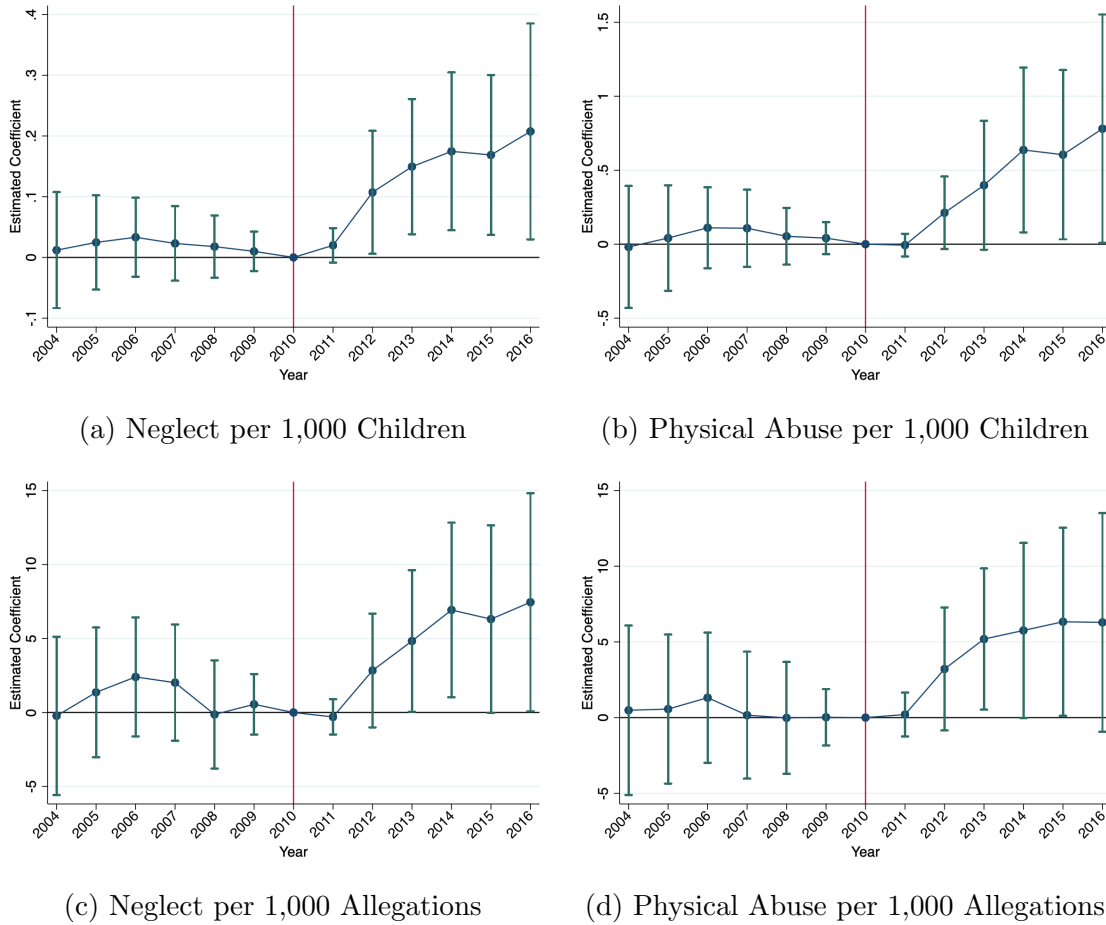 .4
.3
.2
.1
0
-.1
Estimated Coefficient
2004 2005 2006 2007 2008 2009 2010 2011 2012 2013 2014 2015 2016
Year
(a) Neglect per 1,000 Children
1.5
1
.5
0
-.5
Estimated Coefficient
2004 2005 2006 2007 2008 2009 2010 2011 2012 2013 2014 2015 2016
Year
(b) Physical Abuse per 1,000 Children
15
10
5
0
-5
Estimated Coefficient
2004 2005 2006 2007 2008 2009 2010 2011 2012 2013 2014 2015 2016
Year
(c) Neglect per 1,000 Allegations
15
10
5
0
-5
Estimated Coefficient
2004 2005 2006 2007 2008 2009 2010 2011 2012 2013 2014 2015 2016
Year
(d) Physical Abuse per 1,000 Allegations